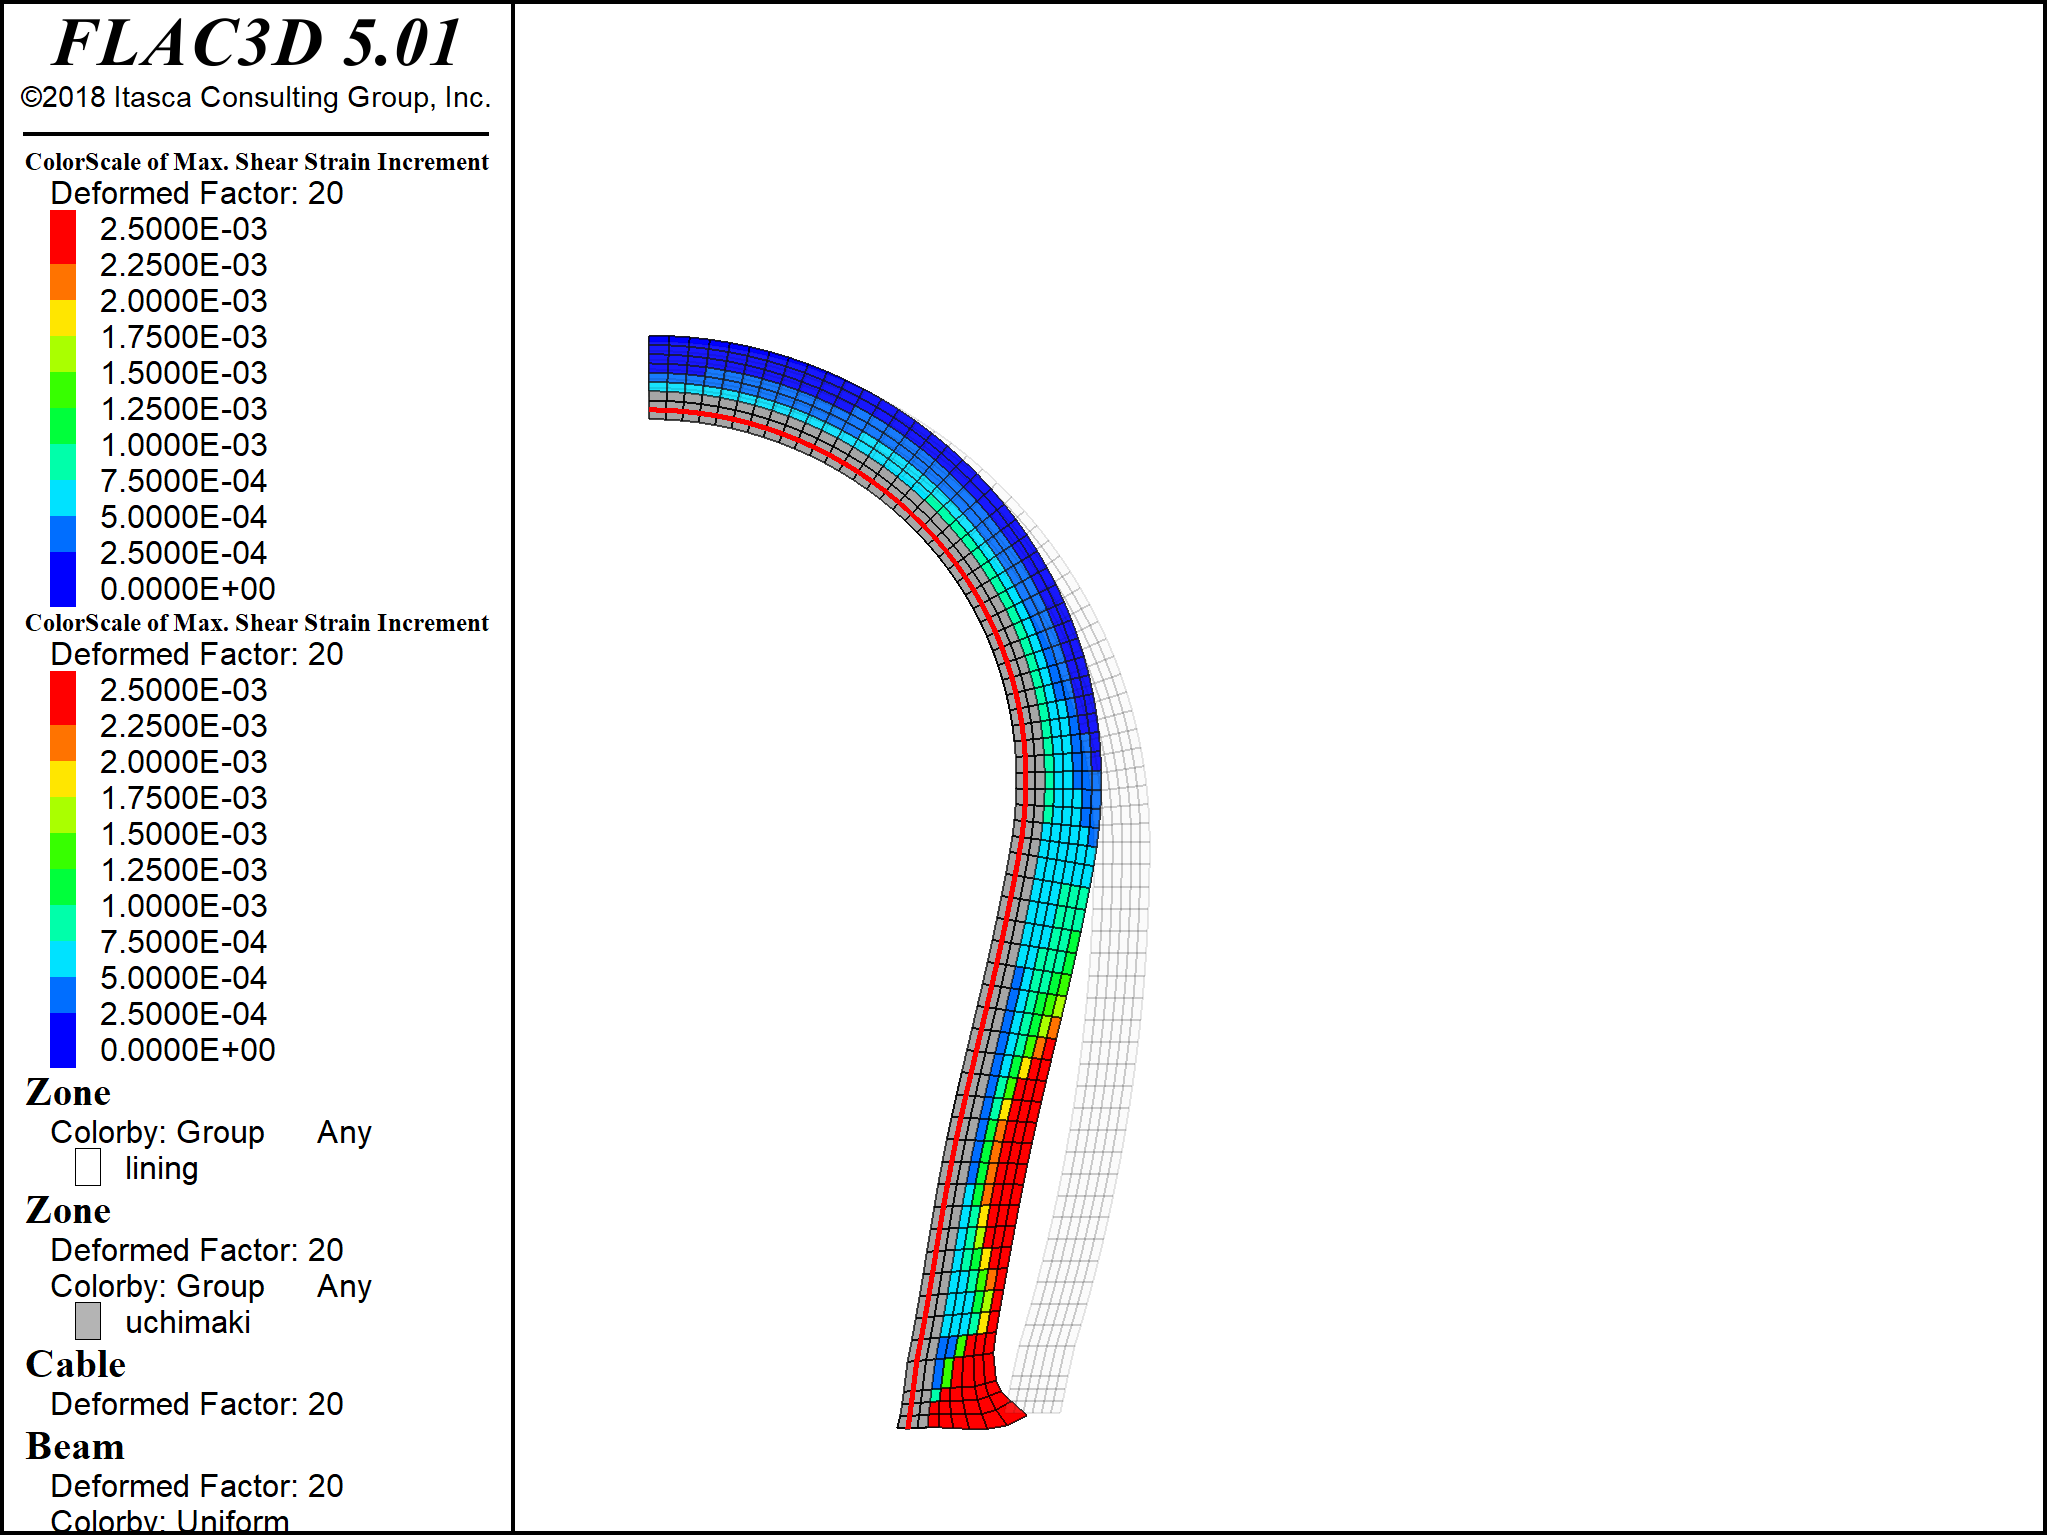 FLAC3D 5.01
©2018 Itasca Consulting Group, Inc.
ColorScale of Max. Shear Strain Increment
Deformed Factor: 20
2.5000E-03
2.2500E-03
2.0000E-03
1.7500E-03
1.5000E-03
1.2500E-03
1.0000E-03
7.5000E-04
5.0000E-04
2.5000E-04
0.0000E+00
ColorScale of Max. Shear Strain Increment
Deformed Factor: 20
2.5000E-03
2.2500E-03
2.0000E-03
1.7500E-03
1.5000E-03
1.2500E-03
1.0000E-03
7.5000E-04
5.0000E-04
2.5000E-04
0.0000E+00
Zone
Colorby: Group Any
lining
Zone
Deformed Factor: 20
Colorby: Group Any
uchimaki
Cable
Deformed Factor: 20
Beam
Deformed Factor: 20
Colorby: Uniform